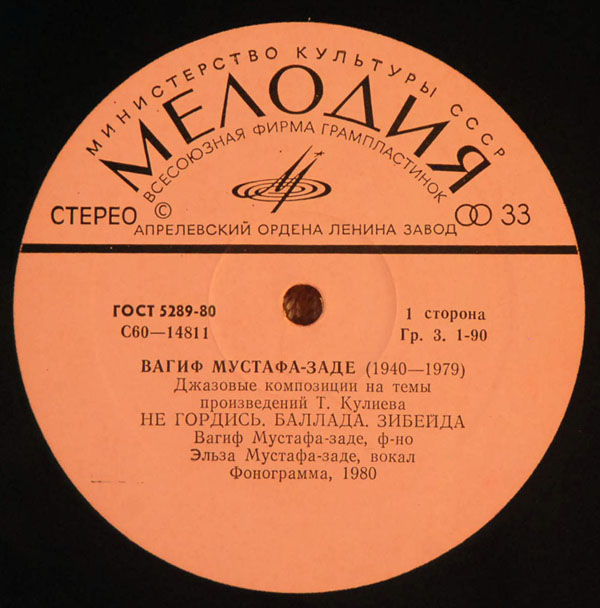 МИНИСТЕРСТВО КУЛЬТУРЫ СССР
МЕЛОДИЯ
ВСЕСОЮЗНАЯ ФИРМА ГРАМПЛАСТИНОК
СТЕРЕО © 33
АПРЕЛЕВСКИЙ ОРДЕНА ЛЕНИНА ЗАВОД
ГОСТ 5289-80 1 сторона
С60—14811 Гр. 3. 1-90
ВАГИФ МУСТАФА-ЗАДЕ (1940—1979)
Джазовые композиции на темы
произведений Т. Кулиева
НЕ ГОРДИСЬ. БАЛЛАДА. ЗИБЕЙДА
Вагиф Мустафа-заде, ф-но
Эльза Мустафа-заде, вокал
Фонограмма, 1980